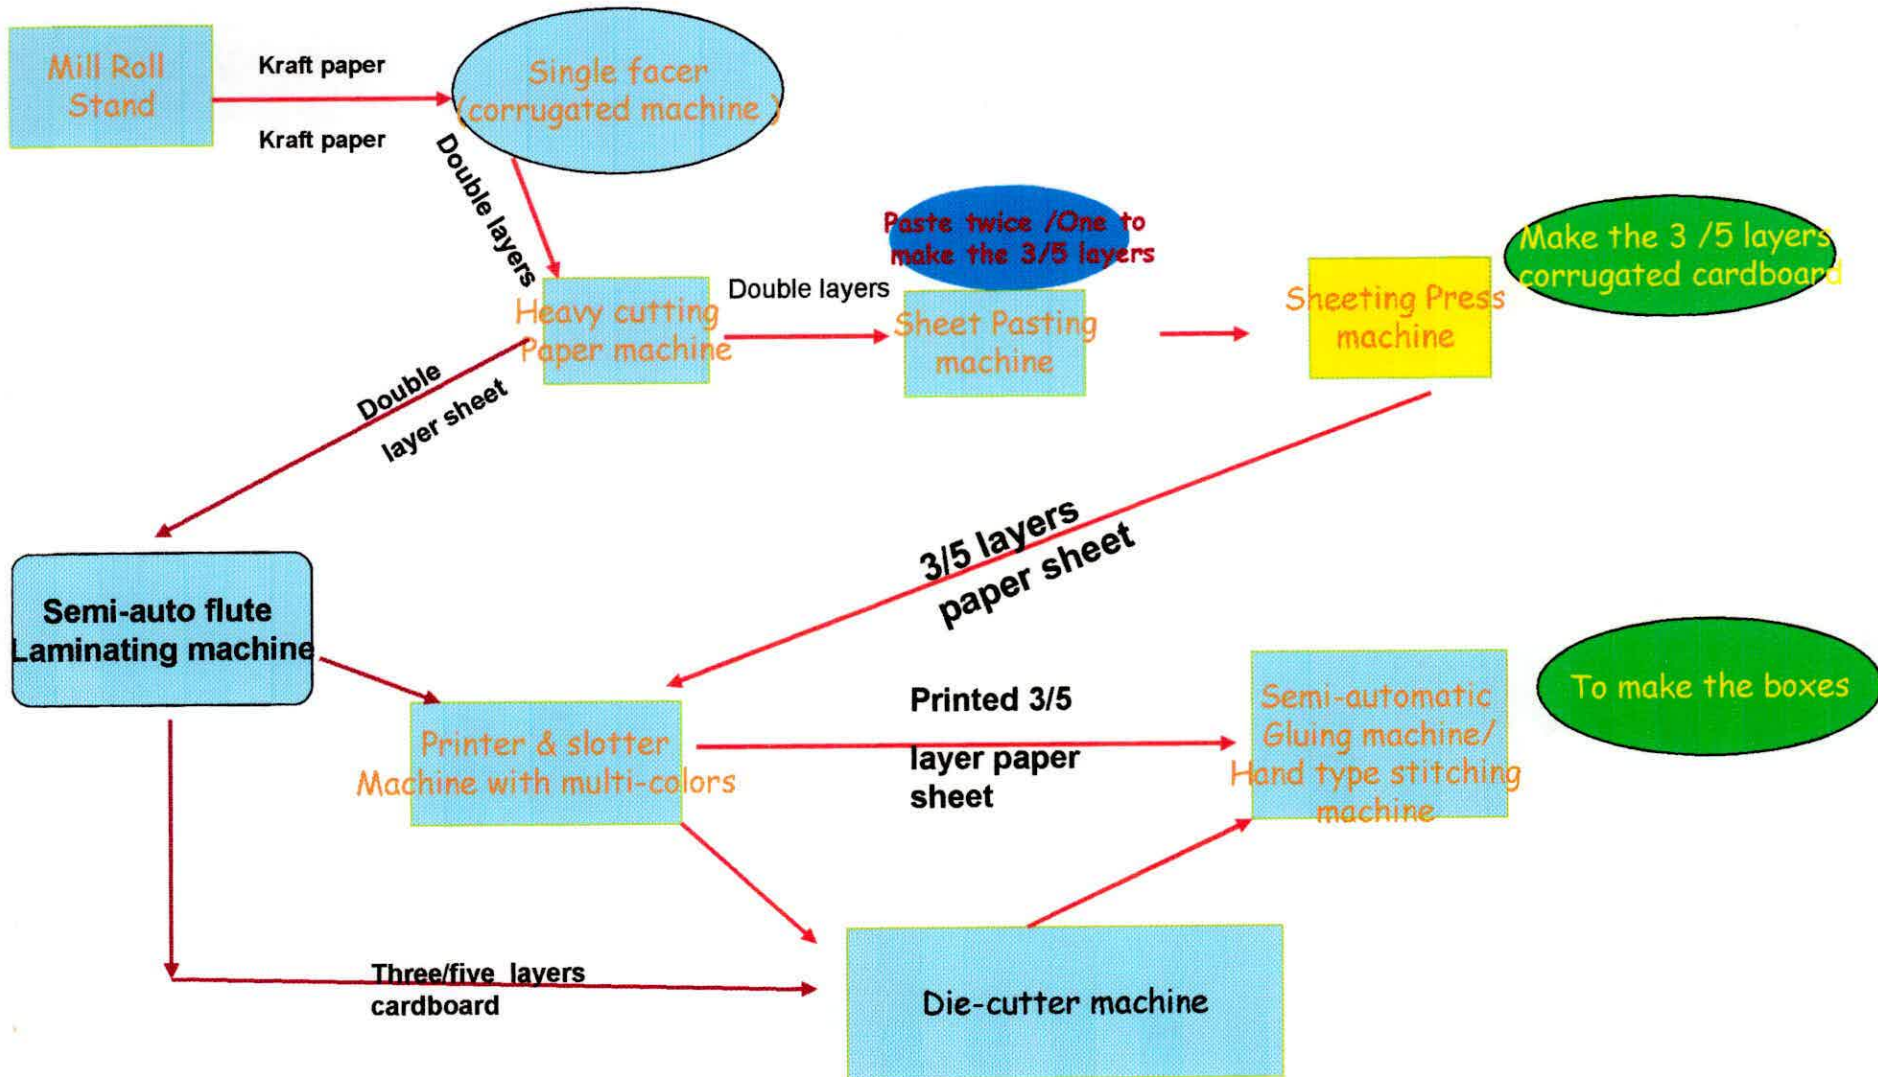 Mill Roll
Stand
Kraft paper
Kraft paper
Single facer
(corrugated machine )
Double layers
Heavy cutting
Paper machine
Double layers
Paste twice /One to
make the 3/5 layers
Sheet Pasting
machine
Sheeting Press
machine
Make the 3 /5 layers
corrugated cardboard
Double
layer sheet
3/5 layers
paper sheet
Semi-auto flute
Laminating machine
Printer & slotter
Machine with multi-colors
Printed 3/5
layer paper
sheet
Semi-automatic
Gluing machine/
Hand type stitching
machine
To make the boxes
Three/five layers
cardboard
Die-cutter machine